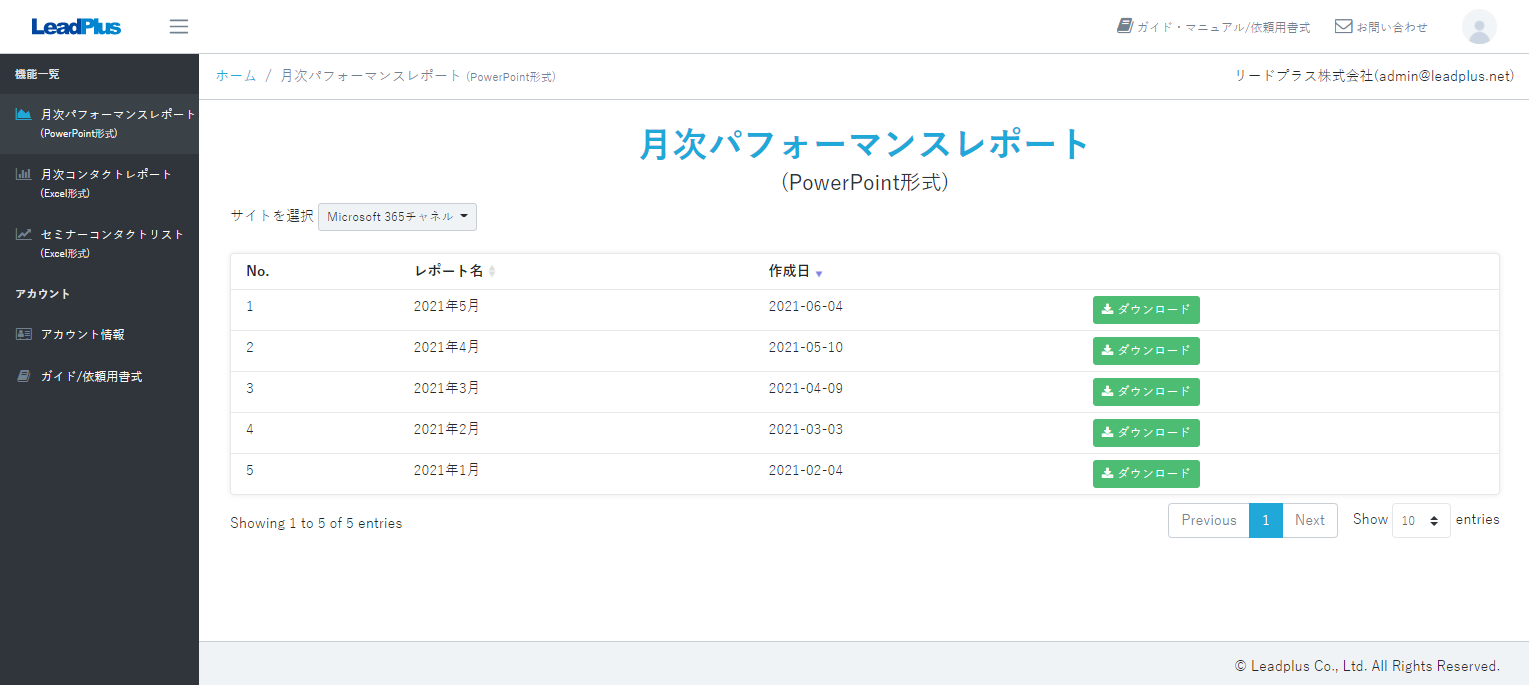 LeadPlus
ガイド・マニュアル/依頼用書式 お問い合わせ
機能一覧
月次パフォーマンスレポート
(PowerPoint形式)
月次コンタクトレポート
(Excel形式)
セミナーコンタクトリスト
(Excel形式)
アカウント
アカウント情報
ガイド/依頼用書式
ホーム / 月次パフォーマンスレポート (PowerPoint形式)
リードプラス株式会社(admin@leadplus.net)
月次パフォーマンスレポート
(PowerPoint形式)
サイトを選択 Microsoft 365チャネル
No. レポート名 作成日
1 2021年5月 2021-06-04 ダウンロード
2 2021年4月 2021-05-10 ダウンロード
3 2021年3月 2021-04-09 ダウンロード
4 2021年2月 2021-03-03 ダウンロード
5 2021年1月 2021-02-04 ダウンロード
Showing 1 to 5 of 5 entries
Previous 1 Next Show 10 entries
© Leadplus Co., Ltd. All Rights Reserved.